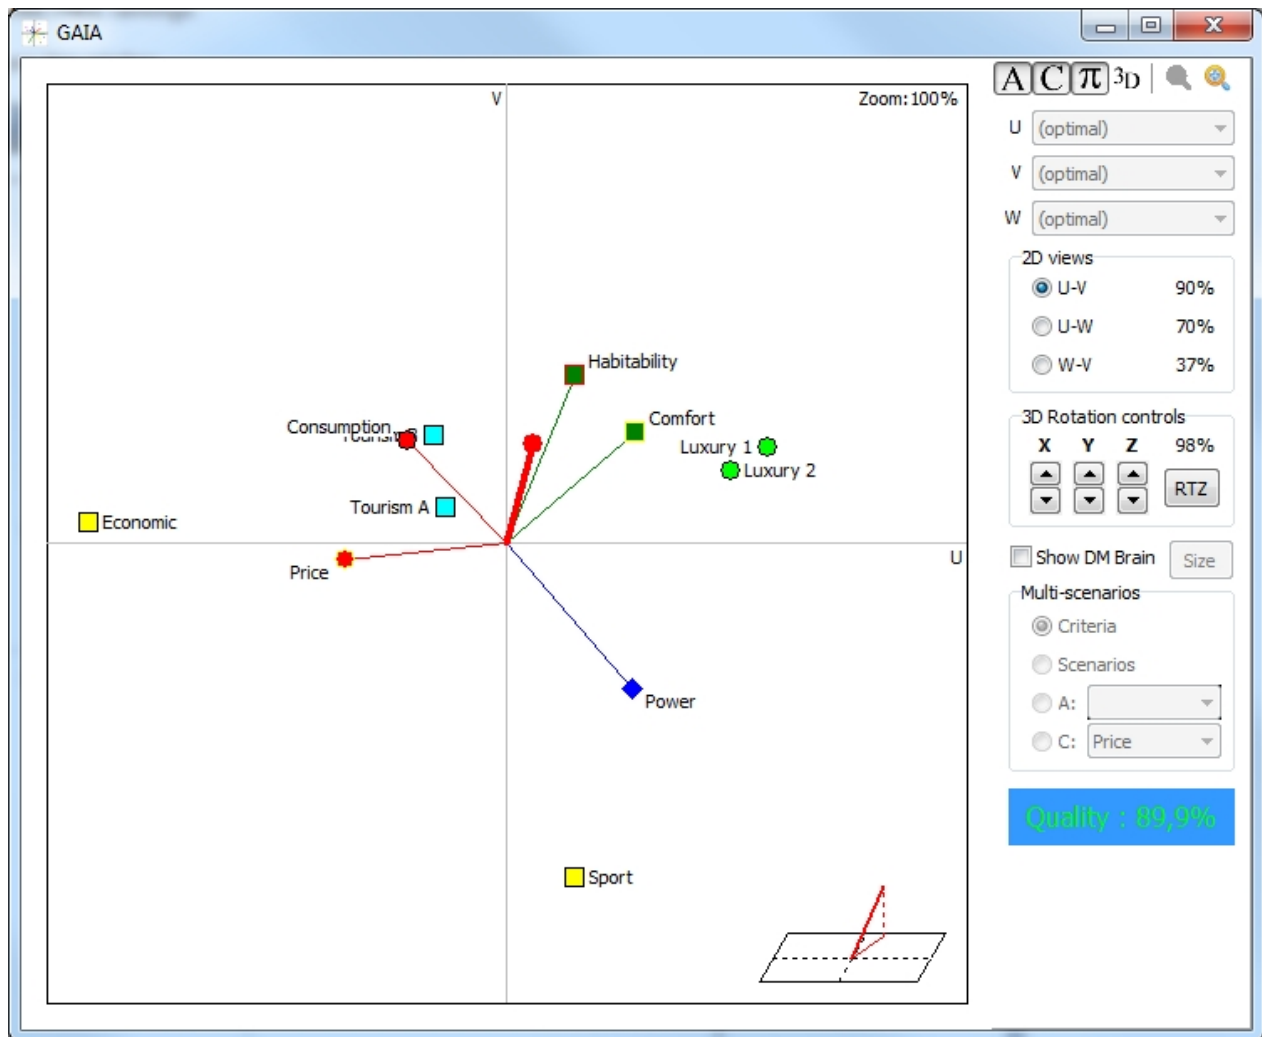 GAIA
V
Zoom:100%
Habitability
Comfort
Consumption
Luxury 1
Luxury 2
Tourism A
Economic
Price
U
Power
Sport
A C π 3D
U (optimal)
V (optimal)
W (optimal)
2D views
U-V 90%
U-W 70%
W-V 37%
3D Rotation controls
X Y Z 98%
RTZ
Show DM Brain Size
Multi-scenarios
Criteria
Scenarios
A:
C: Price
Quality : 89,9%